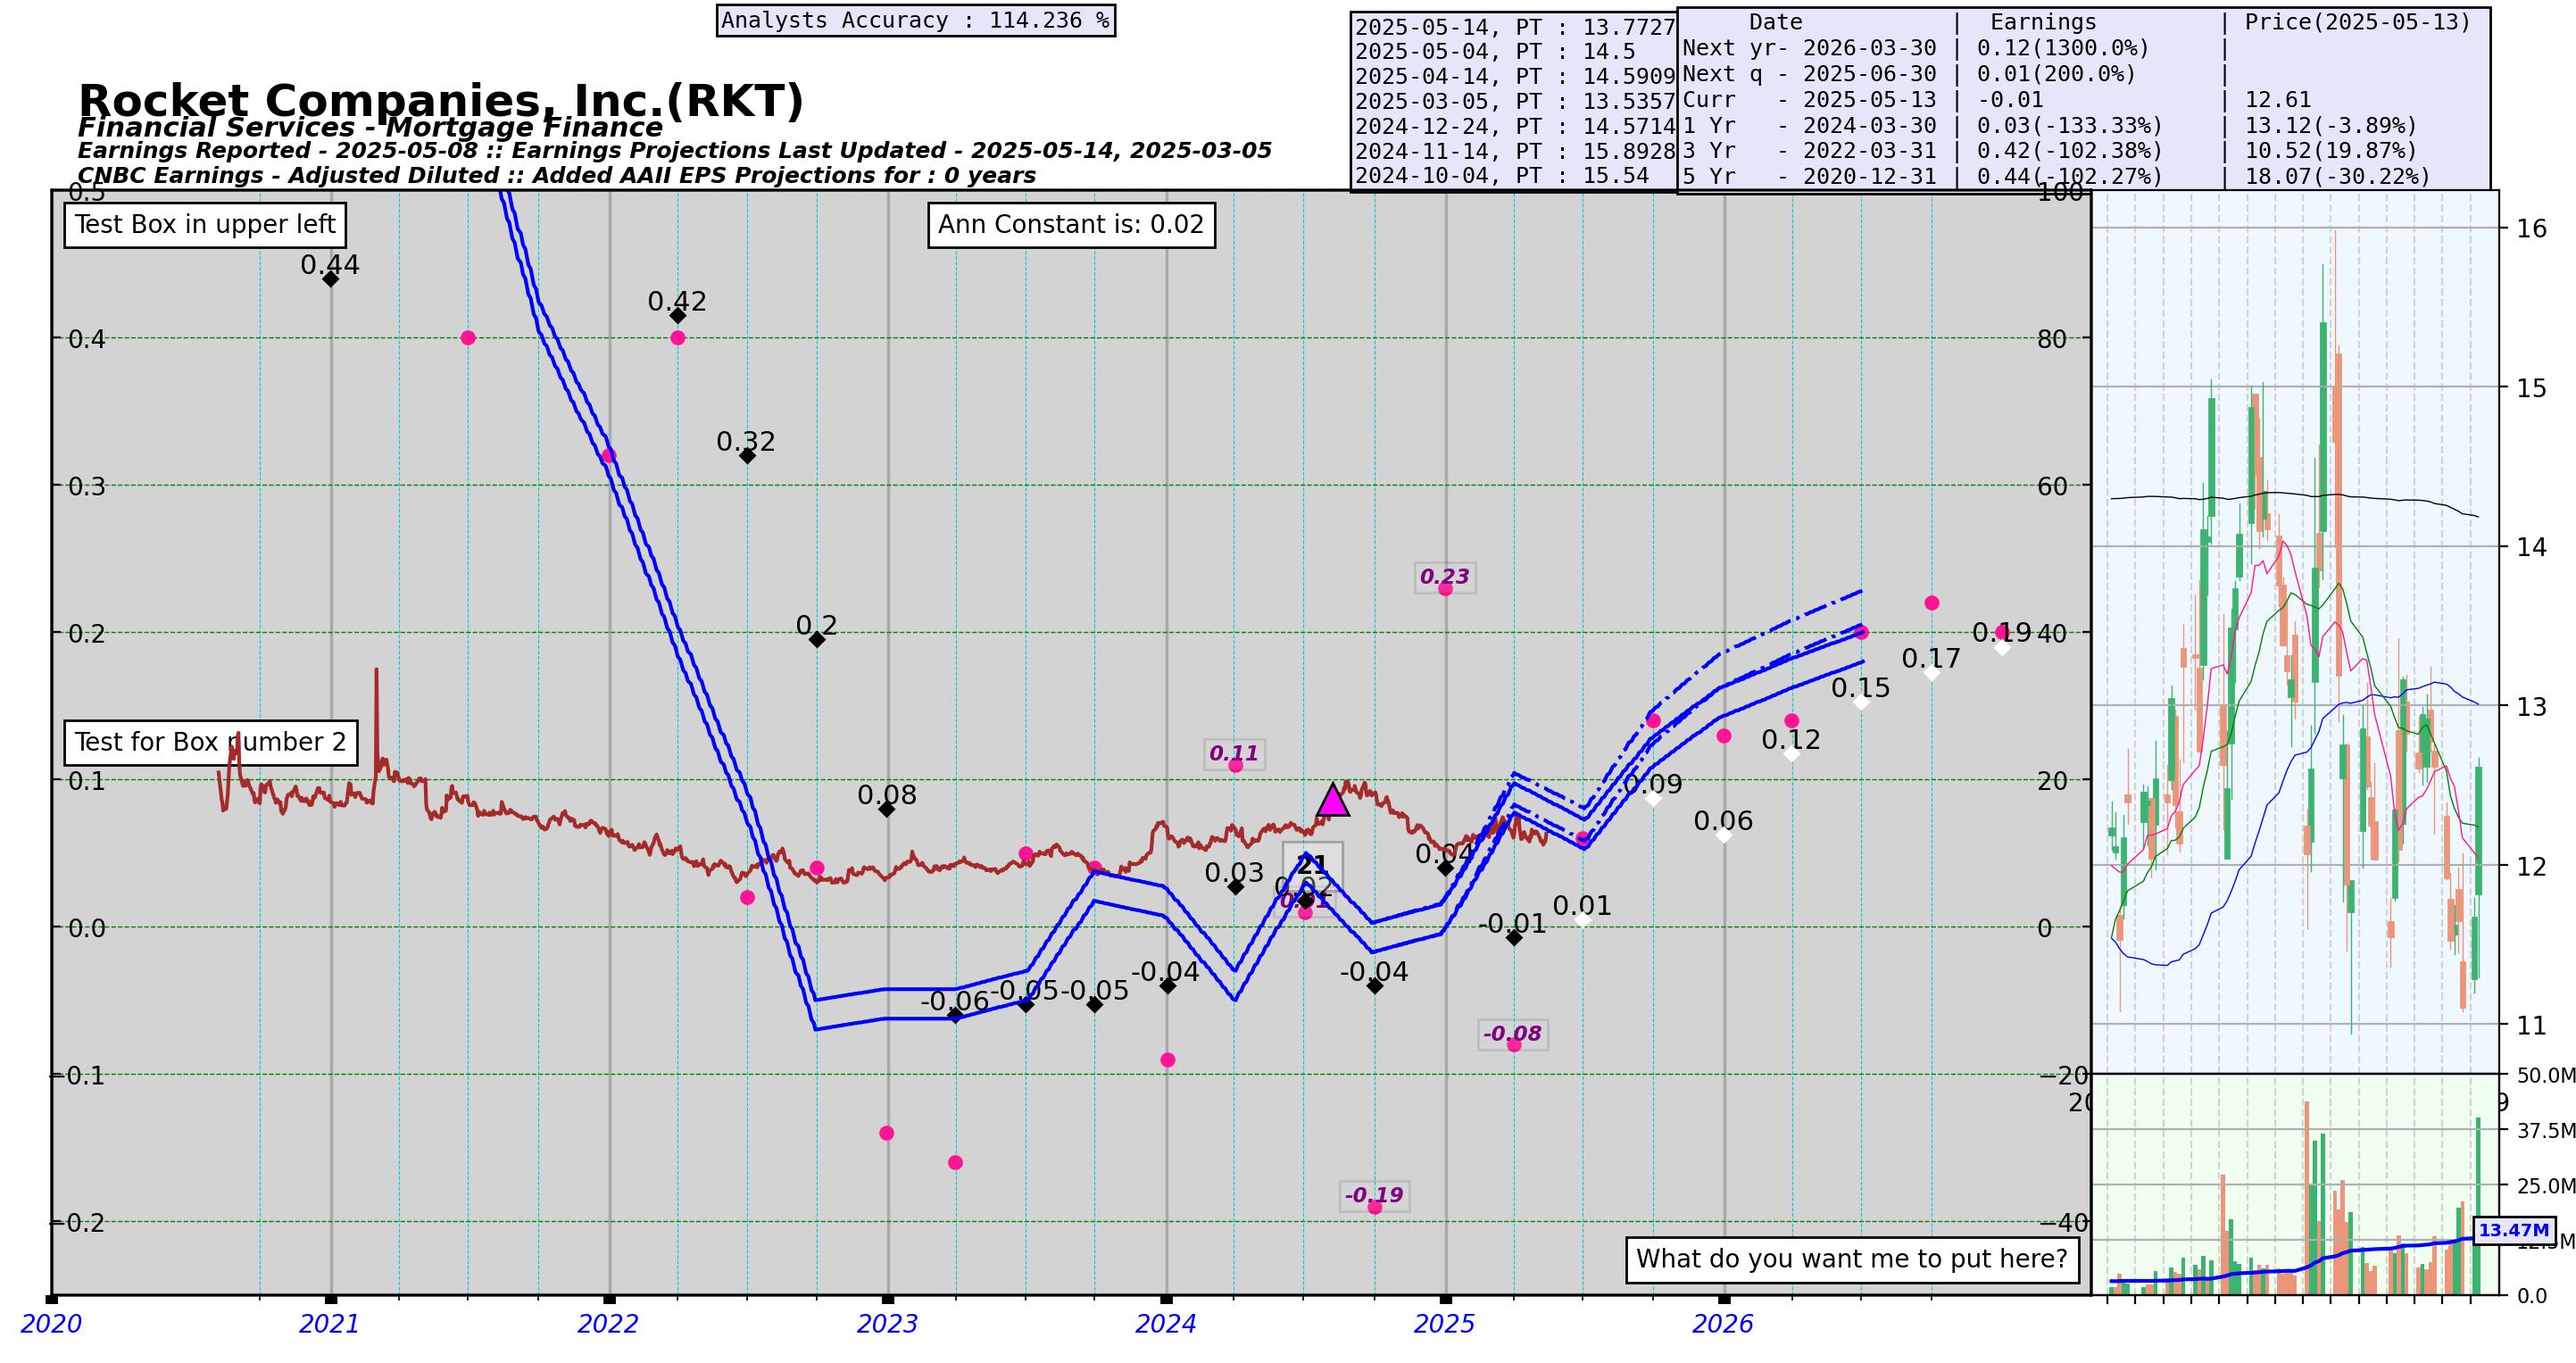 Analysts Accuracy : 114.236 %
2025-05-14, PT : 13.7727
2025-05-04, PT : 14.5
2025-04-14, PT : 14.5909
2025-03-05, PT : 13.5357
2024-12-24, PT : 14.5714
2024-11-14, PT : 15.8928
2024-10-04, PT : 15.54
Date | Earnings | Price(2025-05-13)
Next yr- 2026-03-30 | 0.12(1300.0%) |
Next q - 2025-06-30 | 0.01(200.0%) |
Curr - 2025-05-13 | -0.01 | 12.61
1 Yr - 2024-03-30 | 0.03(-133.33%) | 13.12(-3.89%)
3 Yr - 2022-03-31 | 0.42(-102.38%) | 10.52(19.87%)
5 Yr - 2020-12-31 | 0.44(-102.27%) | 18.07(-30.22%)
Rocket Companies, Inc.(RKT)
Financial Services - Mortgage Finance
Earnings Reported - 2025-05-08 :: Earnings Projections Last Updated - 2025-05-14, 2025-03-05
CNBC Earnings - Adjusted Diluted :: Added AAII EPS Projections for : 0 years
Test Box in upper left
Ann Constant is: 0.02
Test for Box number 2
What do you want me to put here?
0.5
0.4
0.3
0.2
0.1
0.0
−0.1
−0.2
0.44
0.42
0.32
0.2
0.08
-0.06
-0.05
-0.05
-0.04
0.03
0.11
21
0.02
-0.04
-0.19
0.23
0.04
-0.01
-0.08
0.01
0.09
0.06
0.12
0.15
0.17
0.19
100
80
60
40
20
0
−20
−40
16
15
14
13
12
11
50.0M
37.5M
25.0M
13.47M
0.0
2020
2021
2022
2023
2024
2025
2026